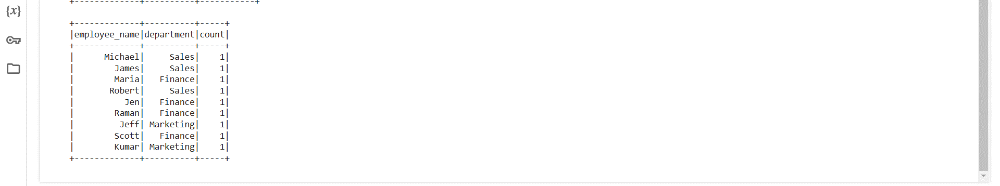 {x}
+-------------+----------+-----------+
+-------------+----------+-----+
|employee_name|department|count|
+-------------+----------+-----+
|      Michael|     Sales|    1|
|        James|     Sales|    1|
|        Maria|   Finance|    1|
|       Robert|     Sales|    1|
|          Jen|   Finance|    1|
|        Raman|   Finance|    1|
|         Jeff| Marketing|    1|
|        Scott|   Finance|    1|
|        Kumar| Marketing|    1|
+-------------+----------+-----+